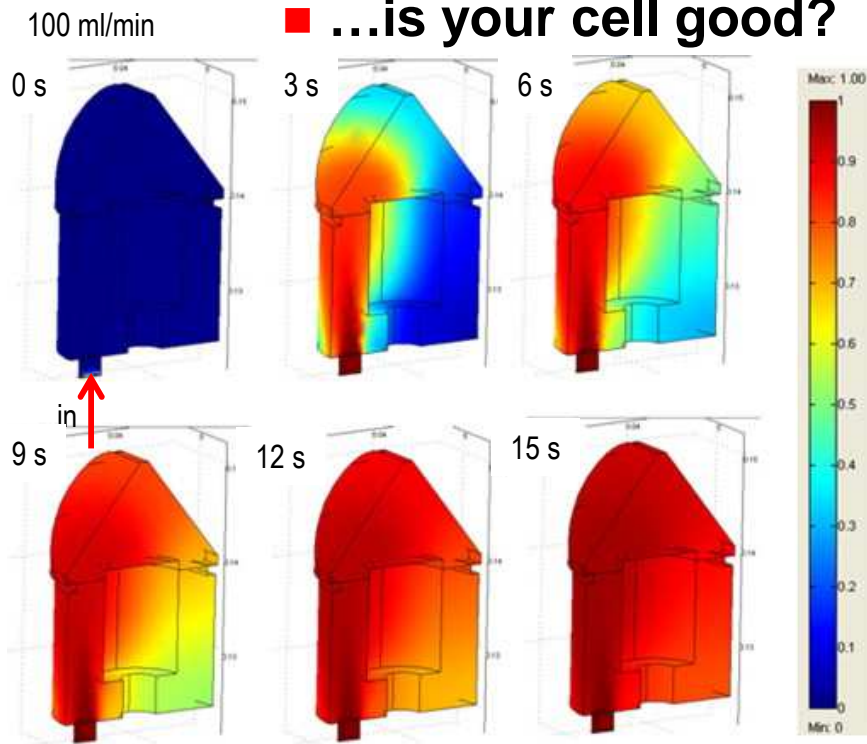 100 ml/min
...is your cell good?
0 s
3 s
6 s
in
9 s
12 s
15 s
Max: 1.00
1
0.9
0.8
0.7
0.6
0.5
0.4
0.3
0.2
0.1
0
Min: 0